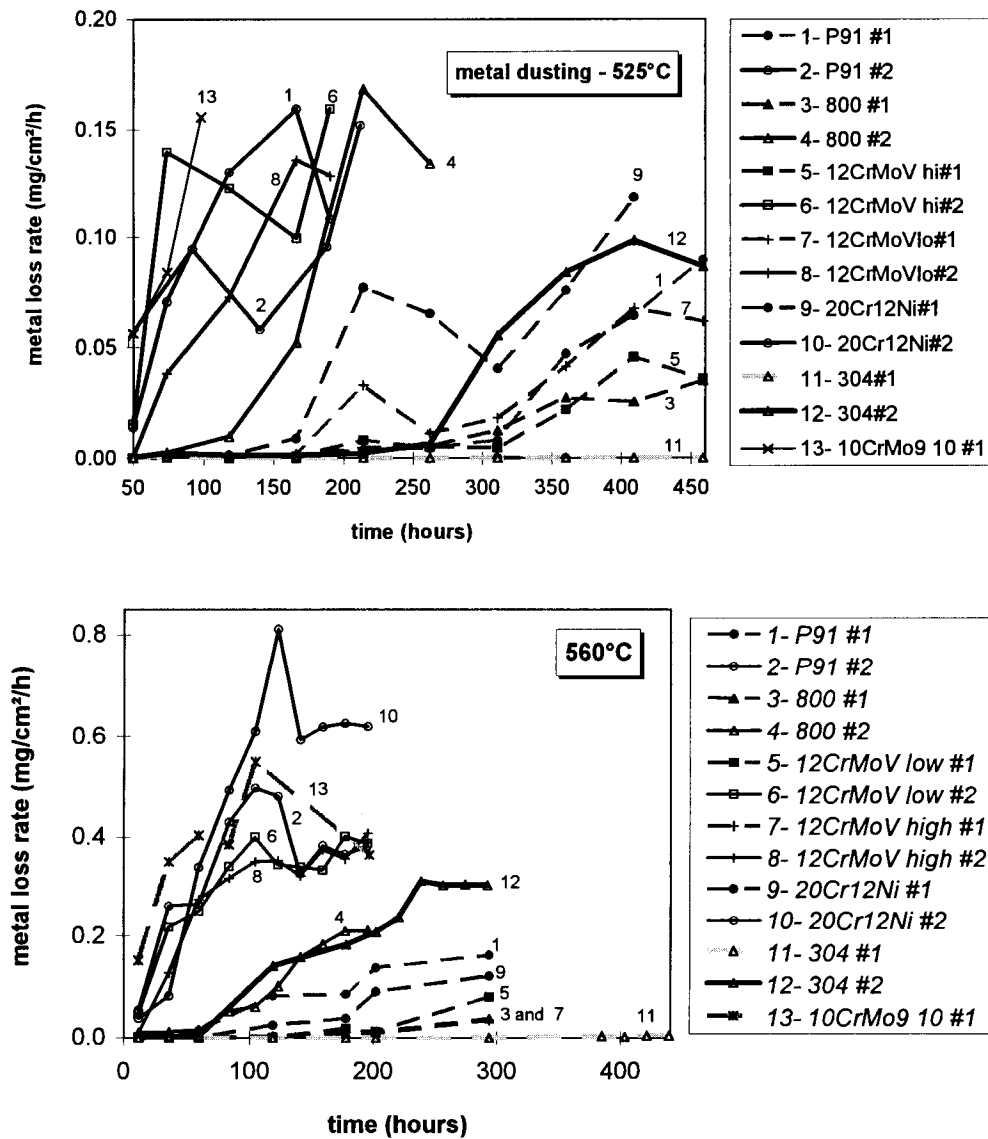 metal dusting - 525°C
metal loss rate (mg/cm²/h)
0.20
0.15
0.10
0.05
0.00
50 100 150 200 250 300 350 400 450
time (hours)
13
1
6
8
2
4
9
12
1
7
5
3
11
1- P91 #1
2- P91 #2
3- 800 #1
4- 800 #2
5- 12CrMoV hi#1
6- 12CrMoV hi#2
7- 12CrMoVlo#1
8- 12CrMoVlo#2
9- 20Cr12Ni#1
10- 20Cr12Ni#2
11- 304#1
12- 304#2
13- 10CrMo9 10 #1
560°C
metal loss rate (mg/cm²/h)
0.8
0.6
0.4
0.2
0.0
0 100 200 300 400
time (hours)
10
13
2
6
8
12
4
1
9
5
3 and 7
11
1- P91 #1
2- P91 #2
3- 800 #1
4- 800 #2
5- 12CrMoV low #1
6- 12CrMoV low #2
7- 12CrMoV high #1
8- 12CrMoV high #2
9- 20Cr12Ni #1
10- 20Cr12Ni #2
11- 304 #1
12- 304 #2
13- 10CrMo9 10 #1